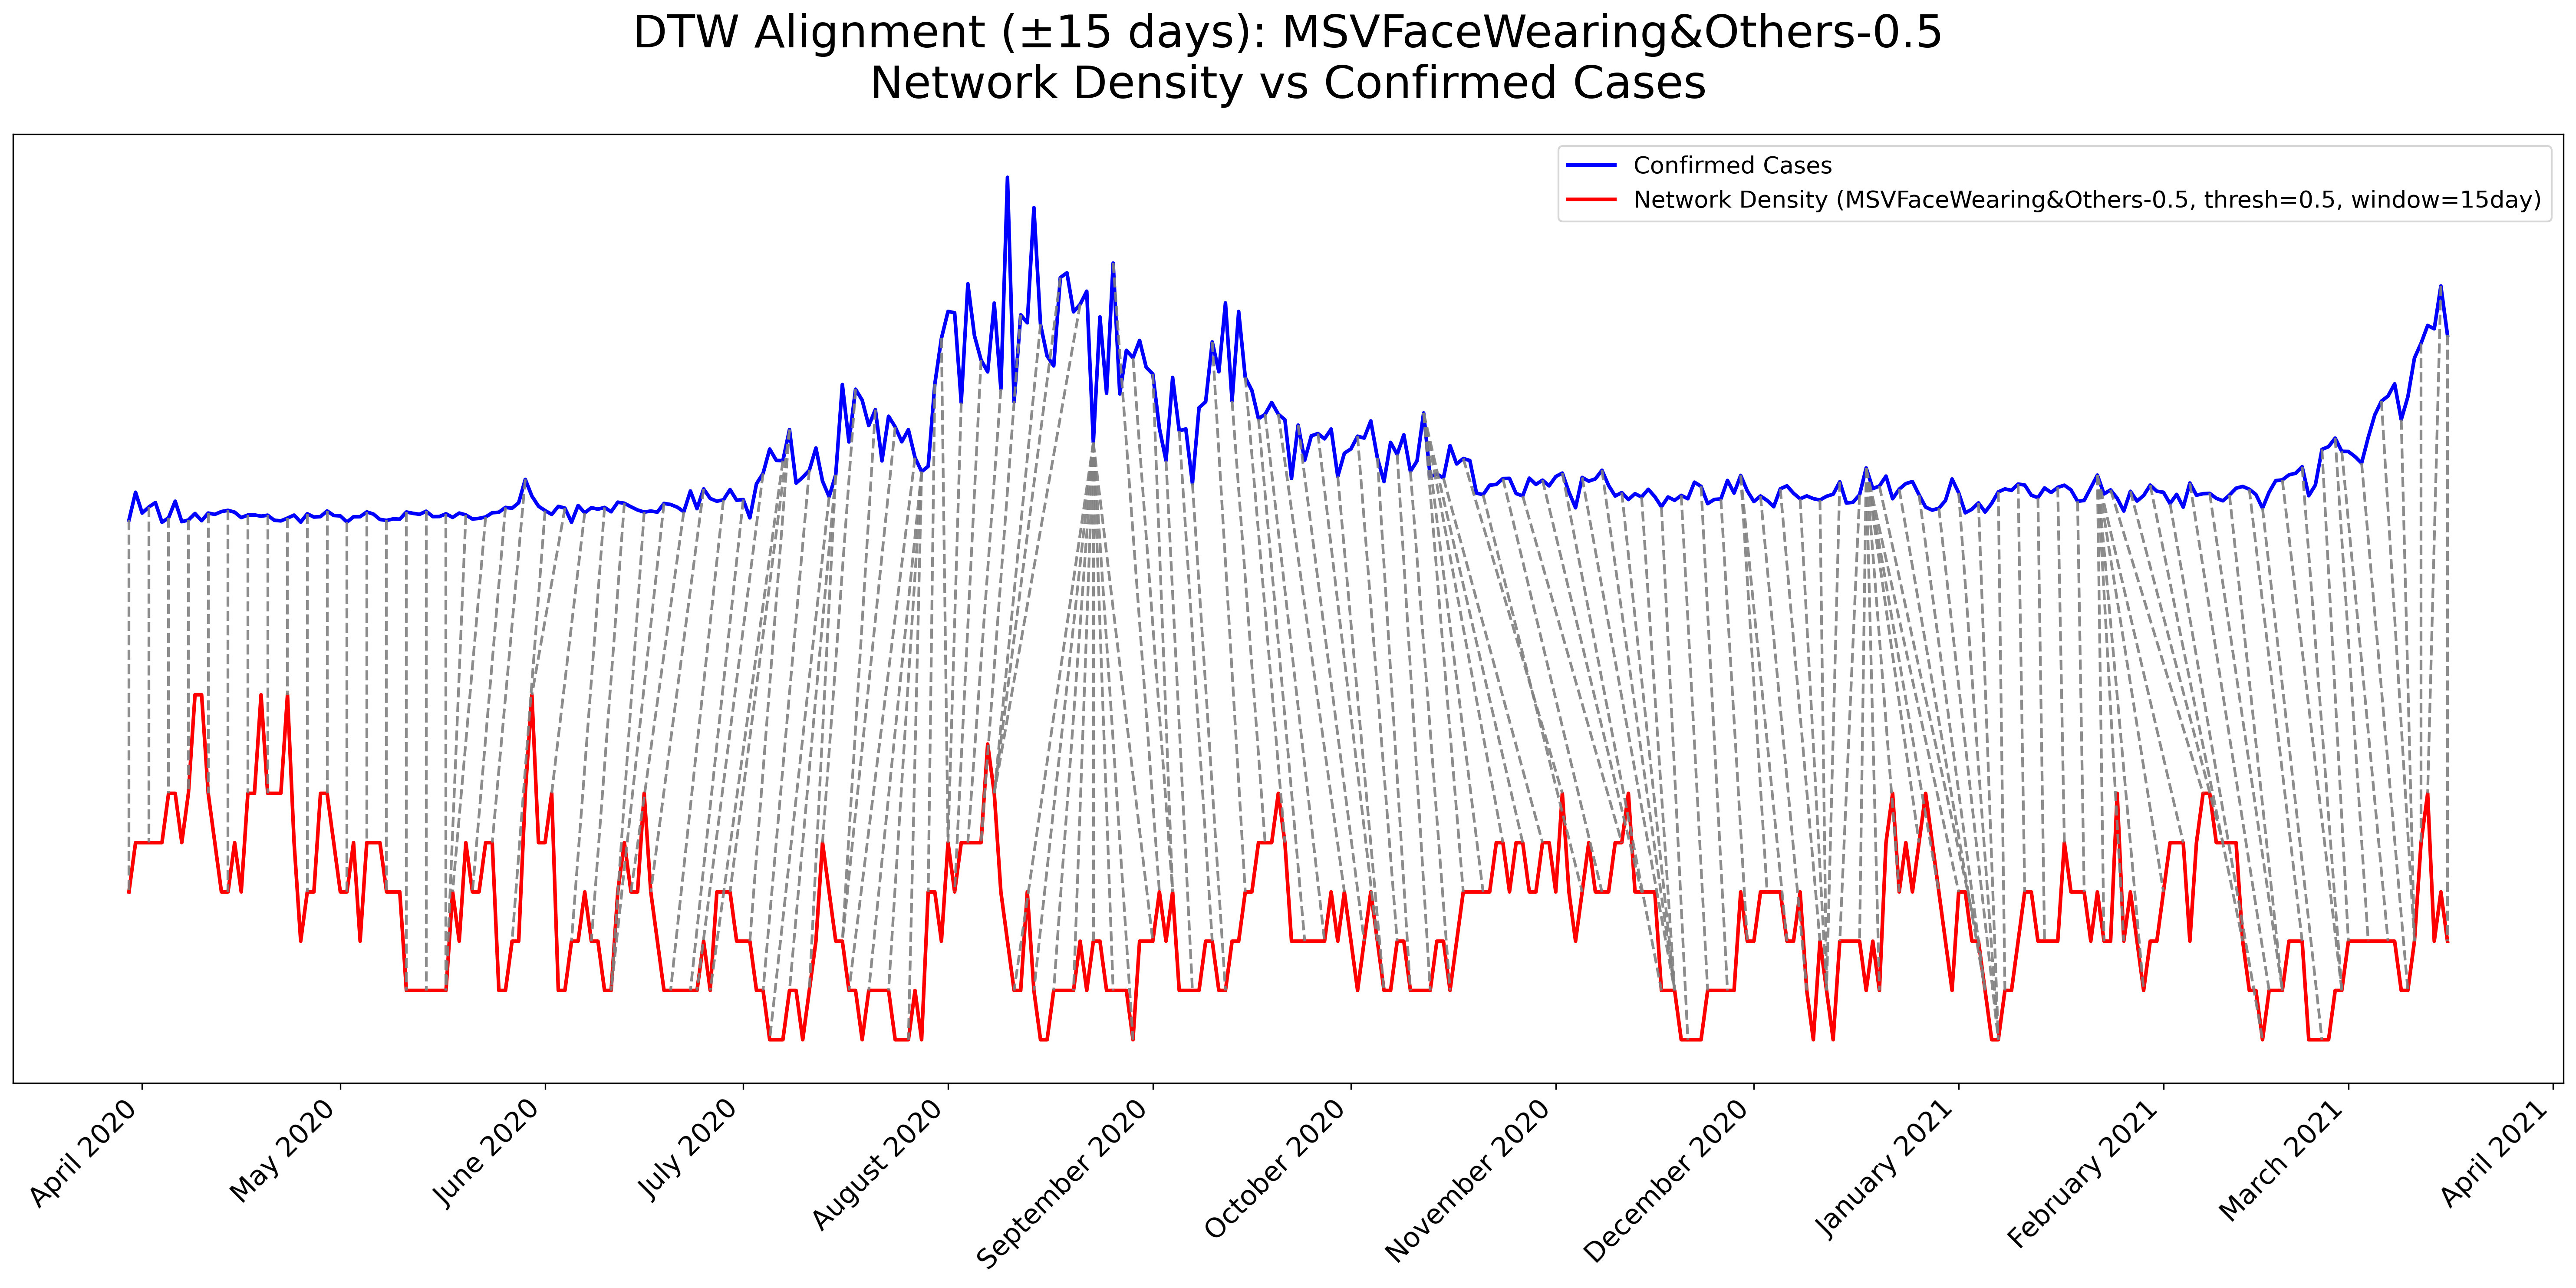 DTW Alignment (±15 days): MSVFaceWearing&Others-0.5
Network Density vs Confirmed Cases
Confirmed Cases
Network Density (MSVFaceWearing&Others-0.5, thresh=0.5, window=15day)
April 2020
May 2020
June 2020
July 2020
August 2020
September 2020
October 2020
November 2020
December 2020
January 2021
February 2021
March 2021
April 2021